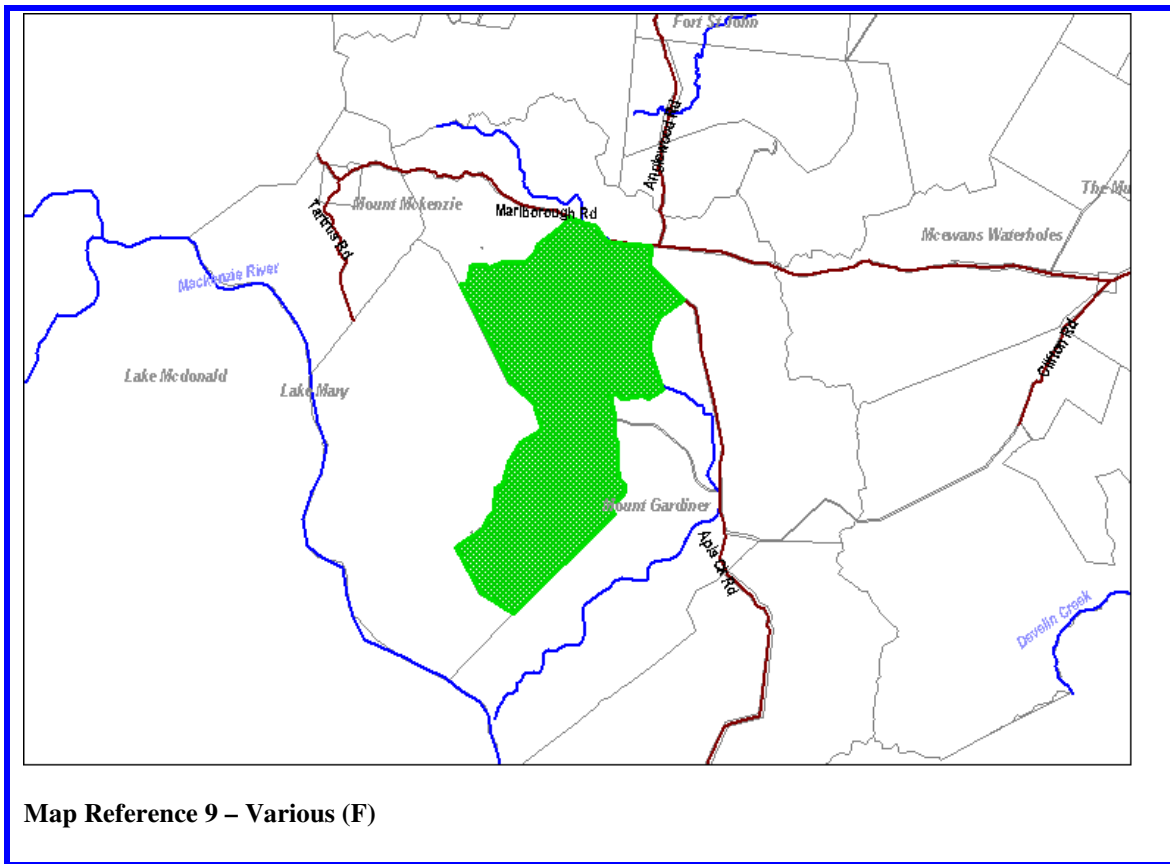 Fort St John
Anglewood Rd
The Mu
Tartrus Rd
Mount Mckenzie
Marlborough Rd
Mcewans Waterholes
Mackenzie River
Clifton Rd
Lake Mcdonald
Lake Mary
Mount Gardiner
Apis Ck Rd
Develin Creek
Map Reference 9 – Various (F)